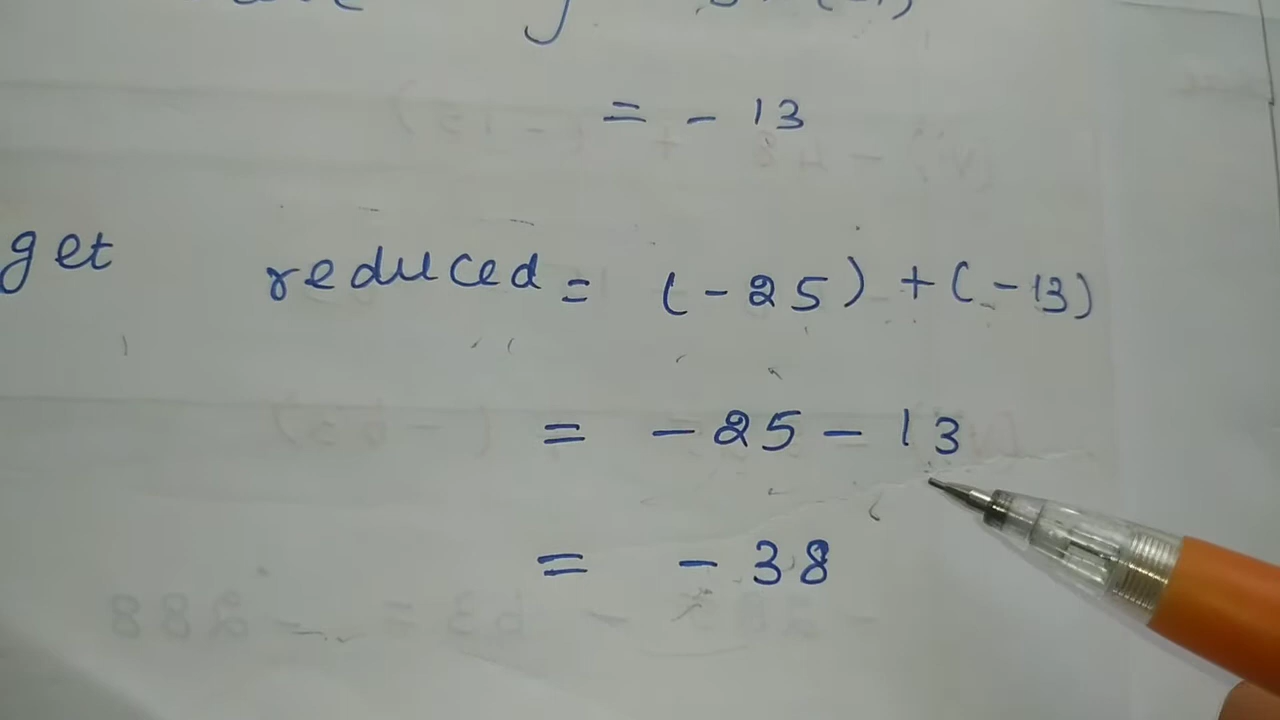 = - 13
get reduced = (-25) + (-13)
= - 25 - 13
= - 38